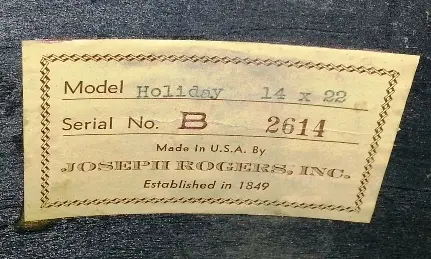 Model Holiday 14 x 22
Serial No. B 2614
Made in U.S.A. By
JOSEPH ROGERS, INC.
Established in 1849